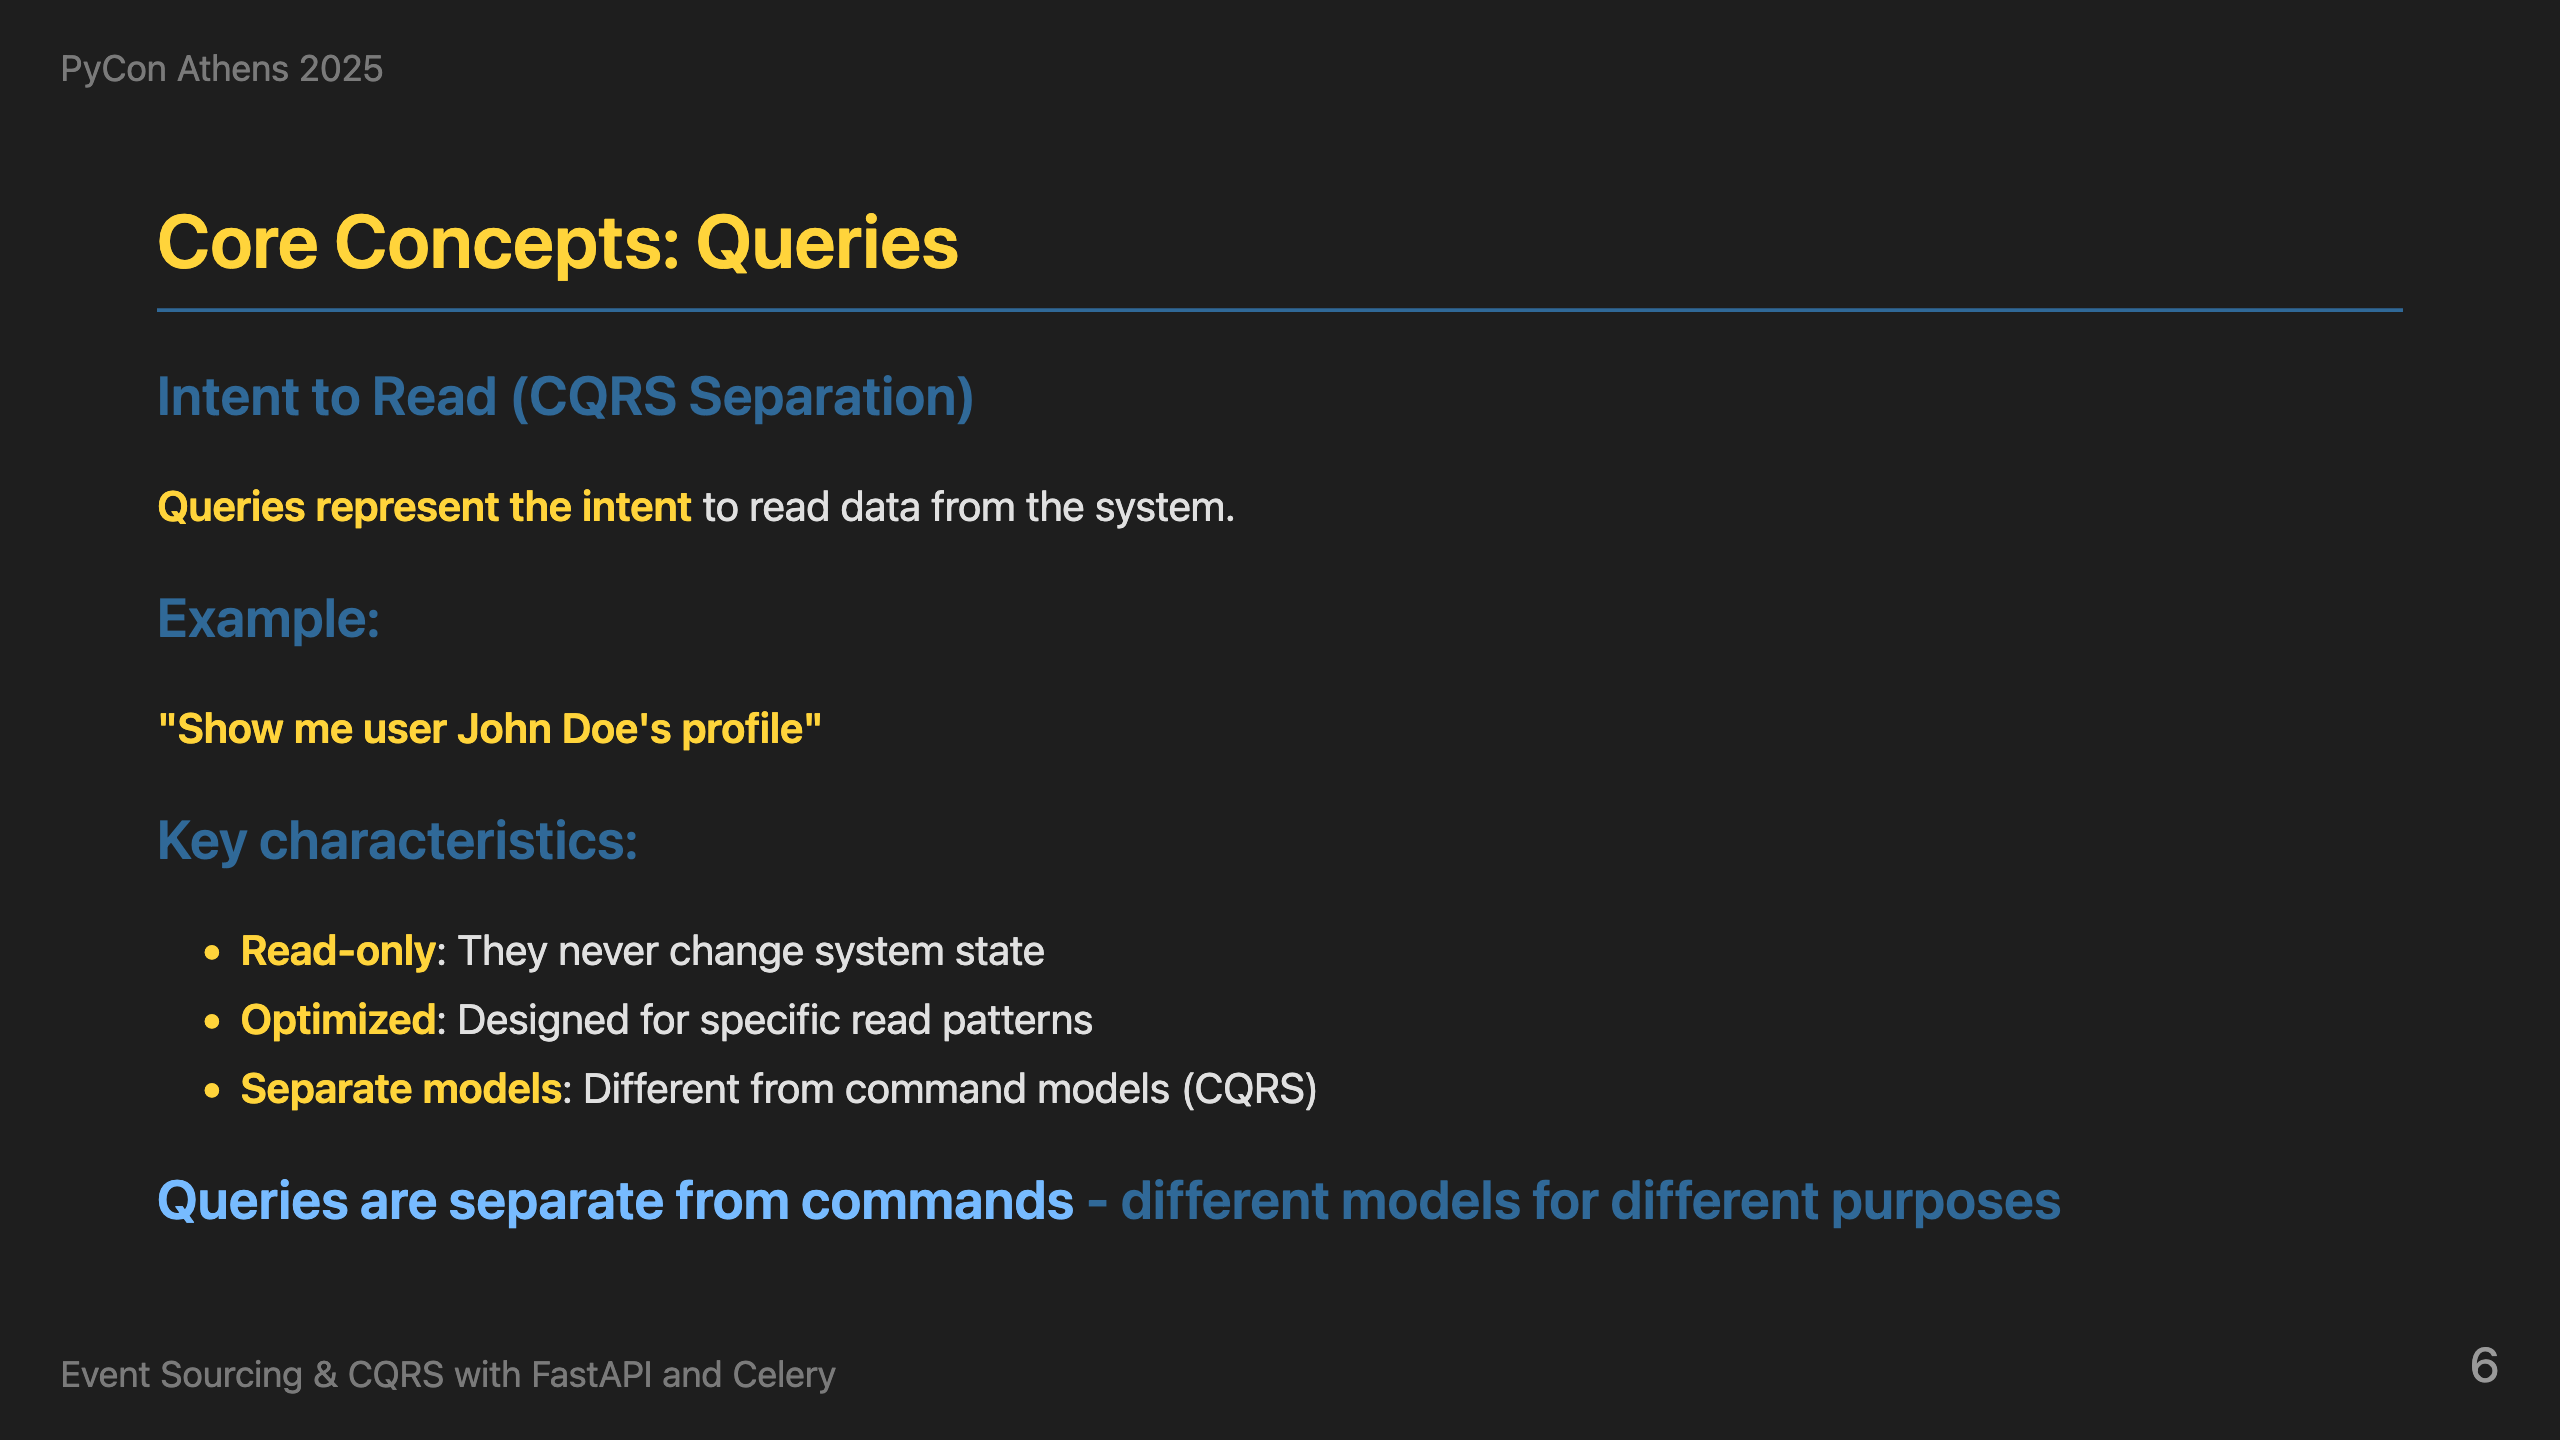 PyCon Athens 2025
Core Concepts: Queries
Intent to Read (CQRS Separation)
Queries represent the intent to read data from the system.
Example:
"Show me user John Doe's profile"
Key characteristics:
• Read-only: They never change system state
• Optimized: Designed for specific read patterns
• Separate models: Different from command models (CQRS)
Queries are separate from commands - different models for different purposes
Event Sourcing & CQRS with FastAPI and Celery
6